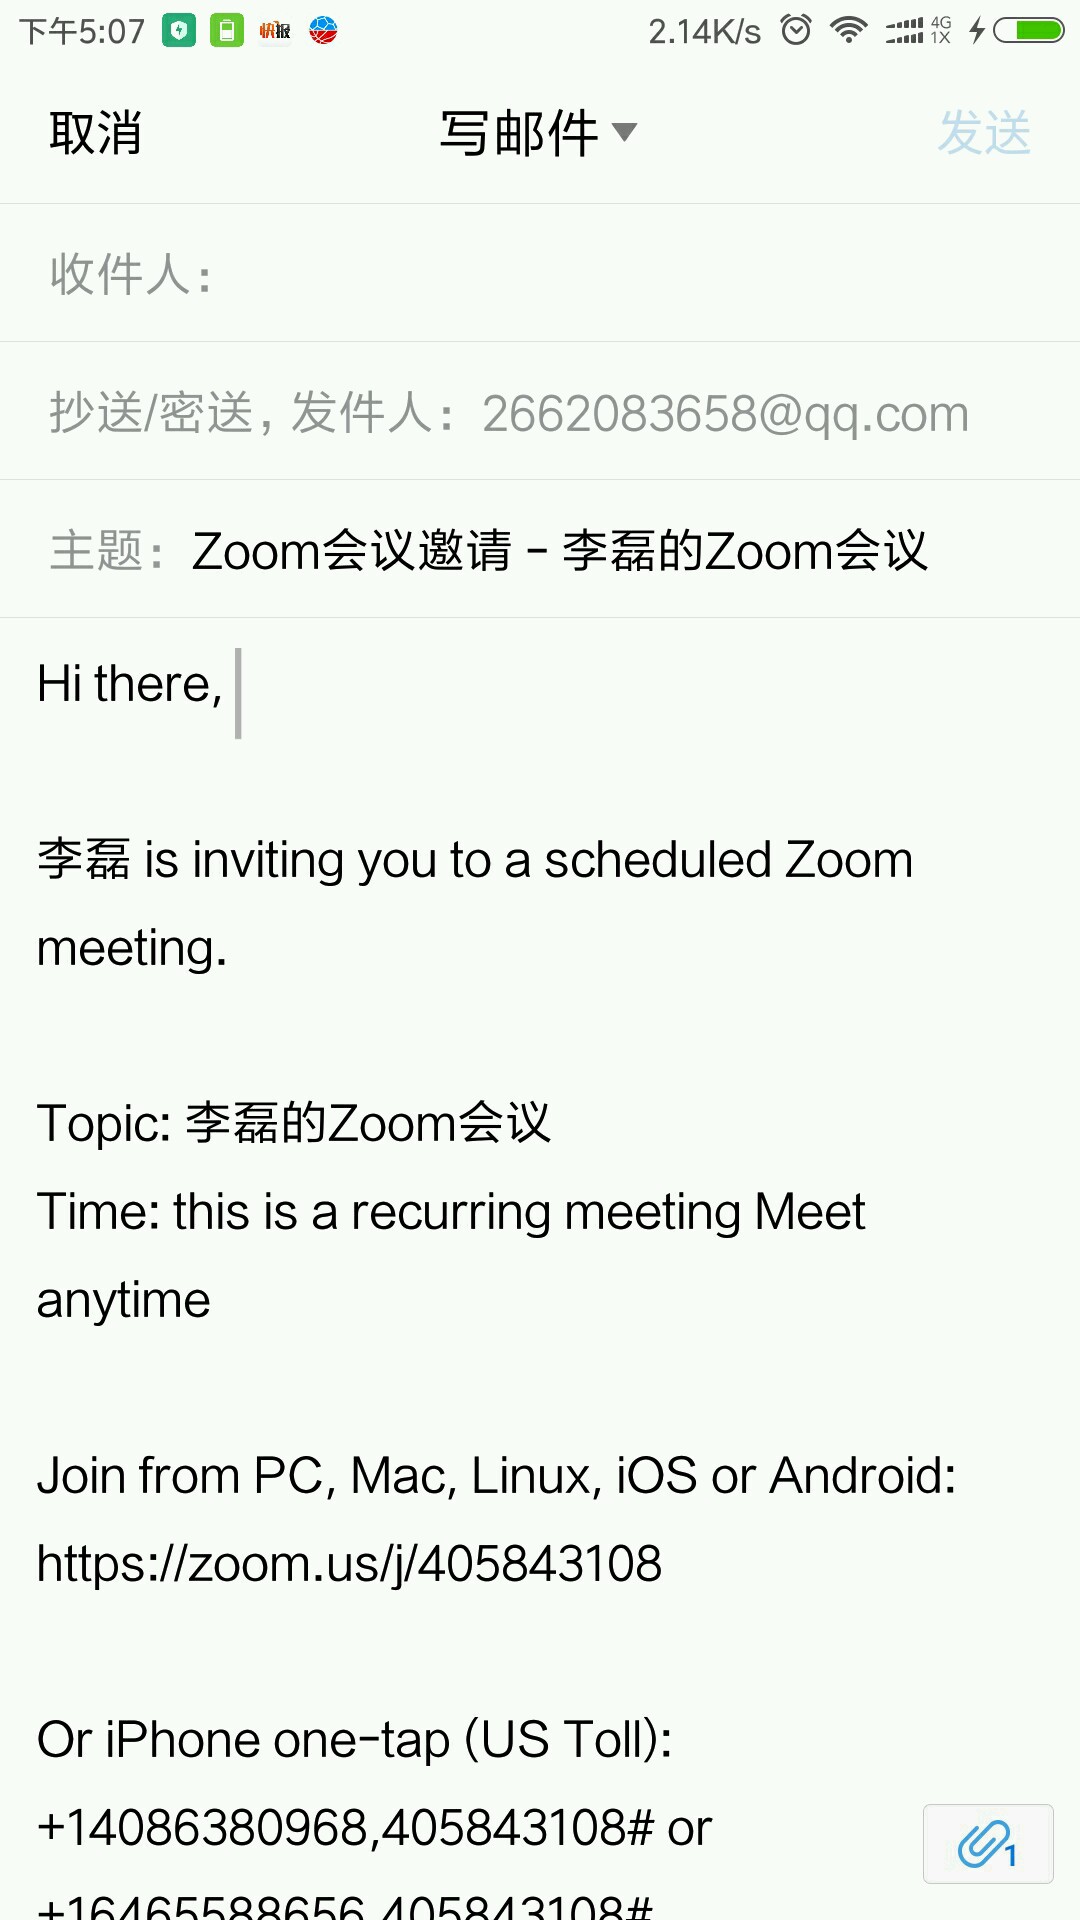 下午5:07 快报 2.14K/s 4G 1X
取消 写邮件 发送
收件人：
抄送/密送，发件人：2662083658@qq.com
主题：Zoom会议邀请 - 李磊的Zoom会议
Hi there,
李磊 is inviting you to a scheduled Zoom
meeting.
Topic: 李磊的Zoom会议
Time: this is a recurring meeting Meet
anytime
Join from PC, Mac, Linux, iOS or Android:
https://zoom.us/j/405843108
Or iPhone one-tap (US Toll):
+14086380968,405843108# or
1
+16465588656,405843108#